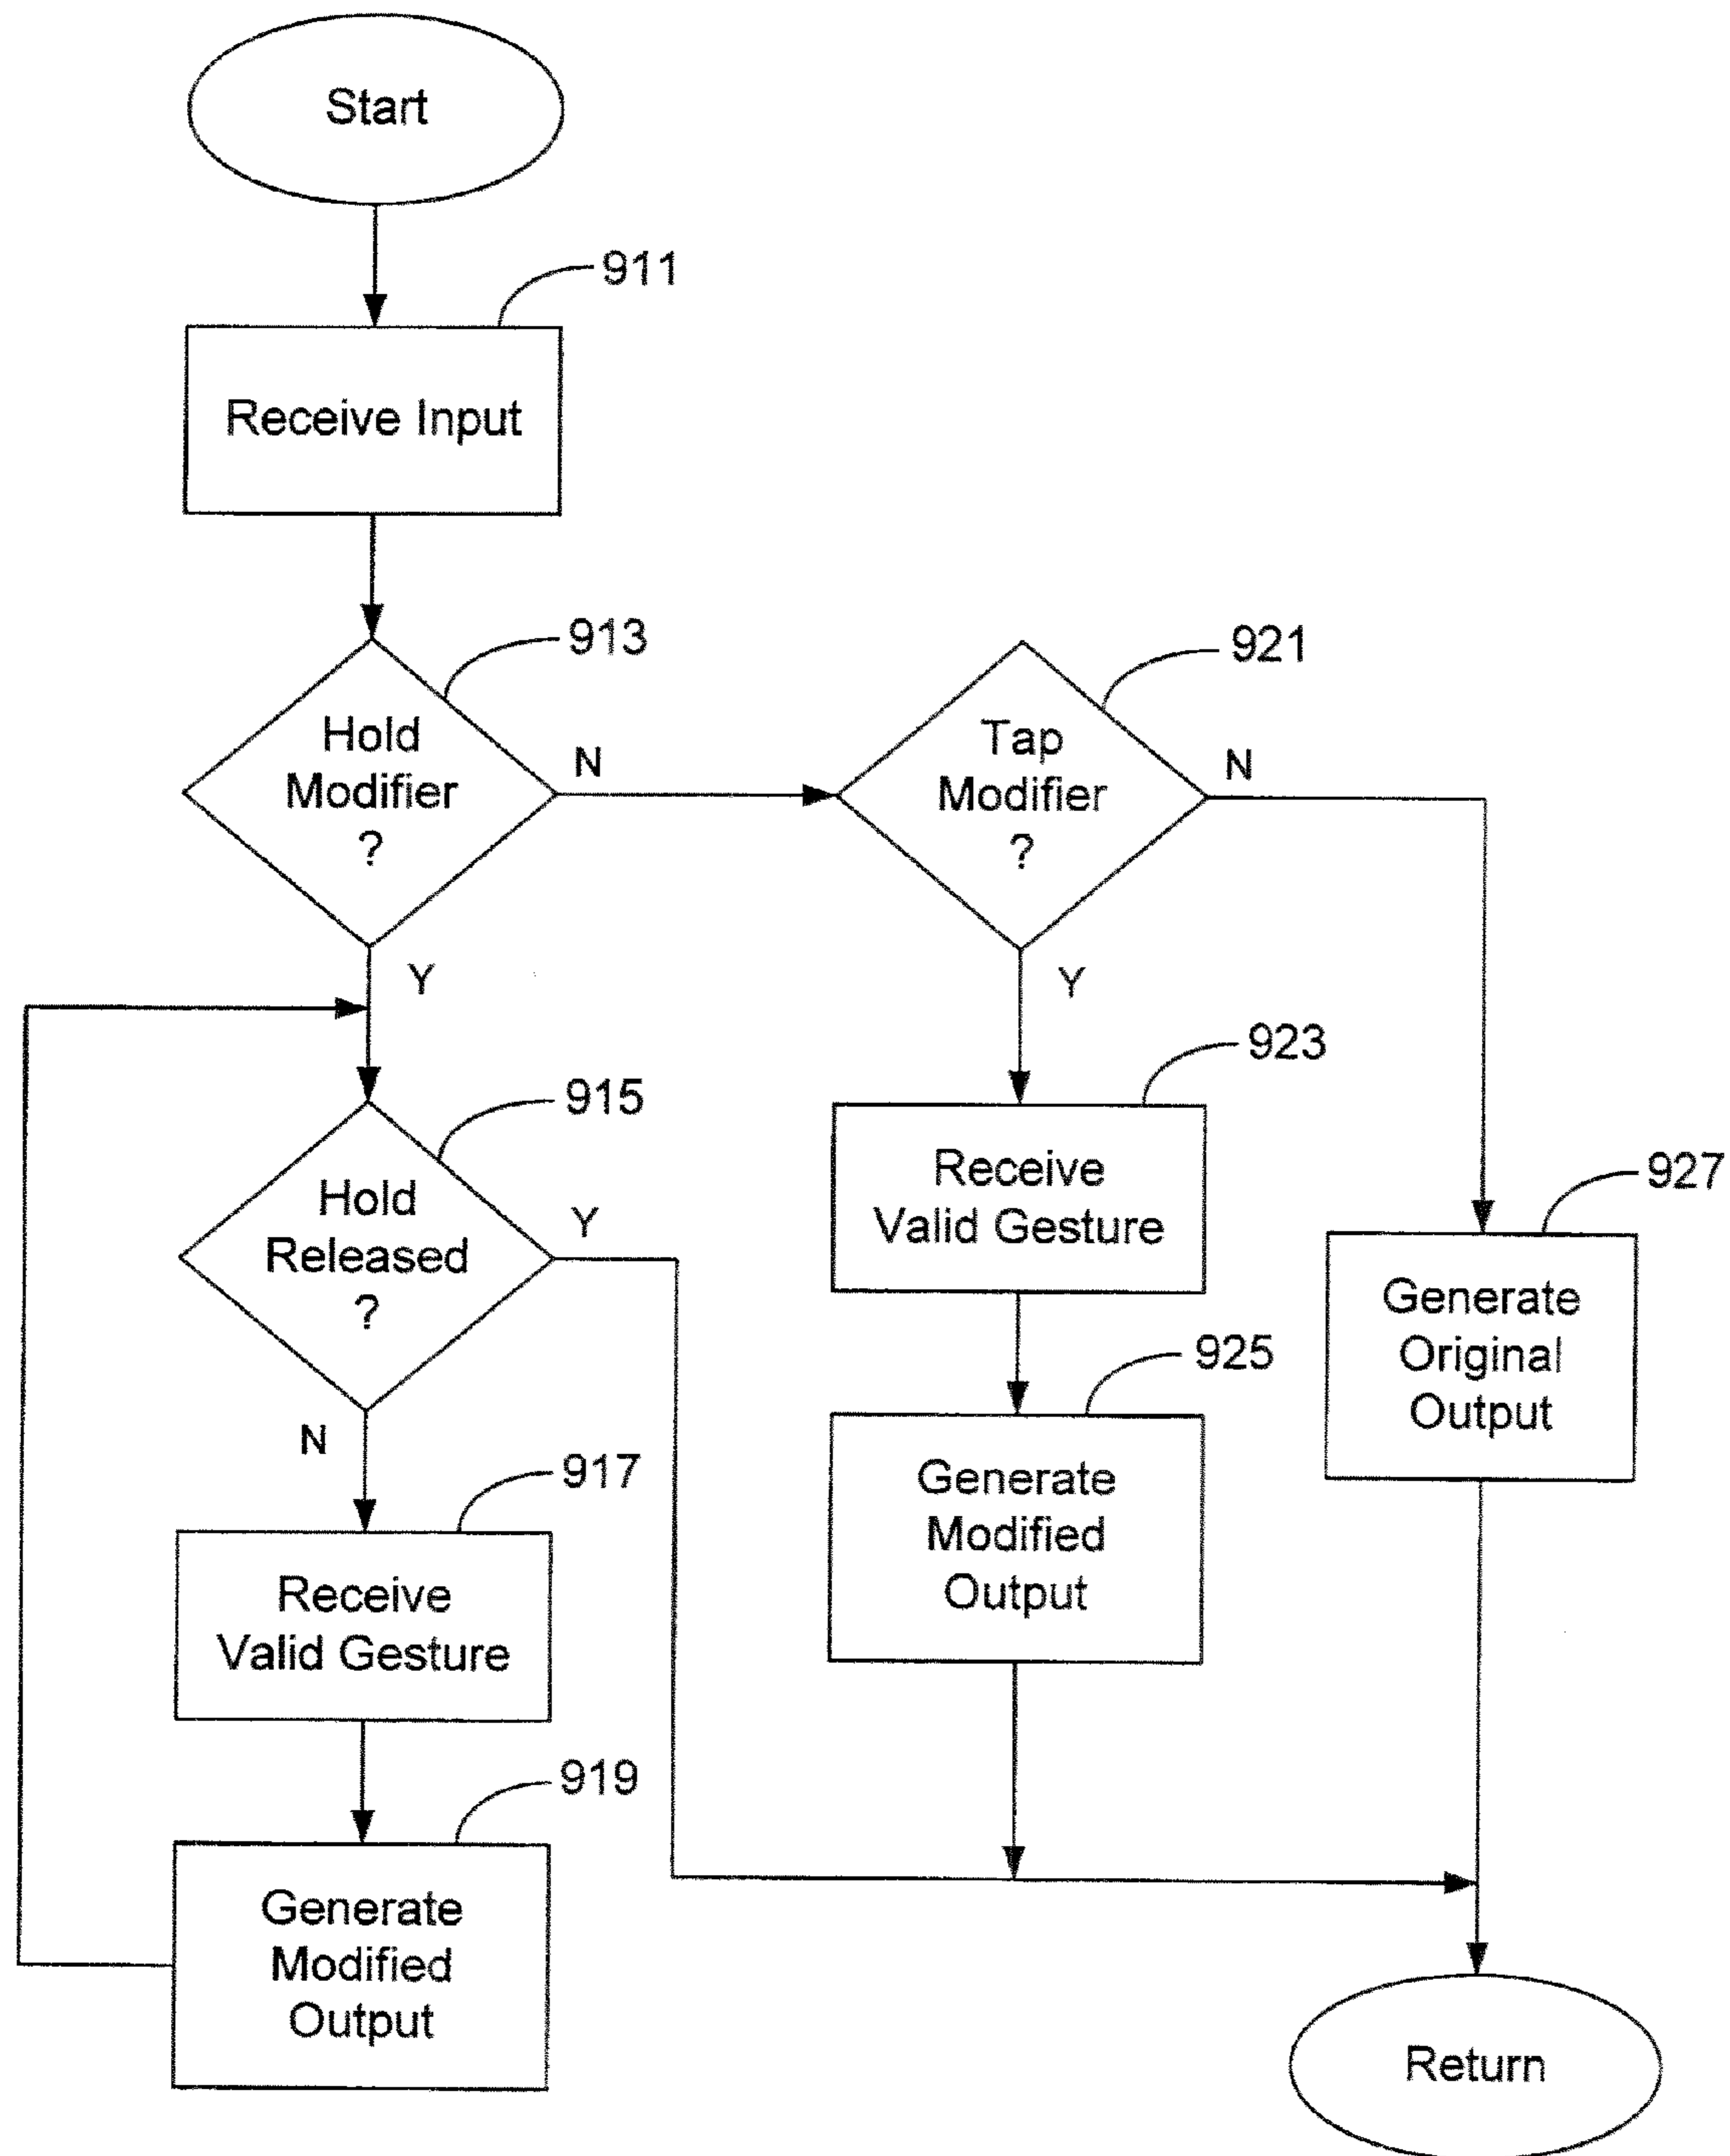 Start
911
Receive Input
913
Hold
Modifier
?
N
Y
921
Tap
Modifier
?
N
Y
915
Hold
Released
?
Y
N
917
Receive
Valid Gesture
919
Generate
Modified
Output
923
Receive
Valid Gesture
925
Generate
Modified
Output
927
Generate
Original
Output
Return